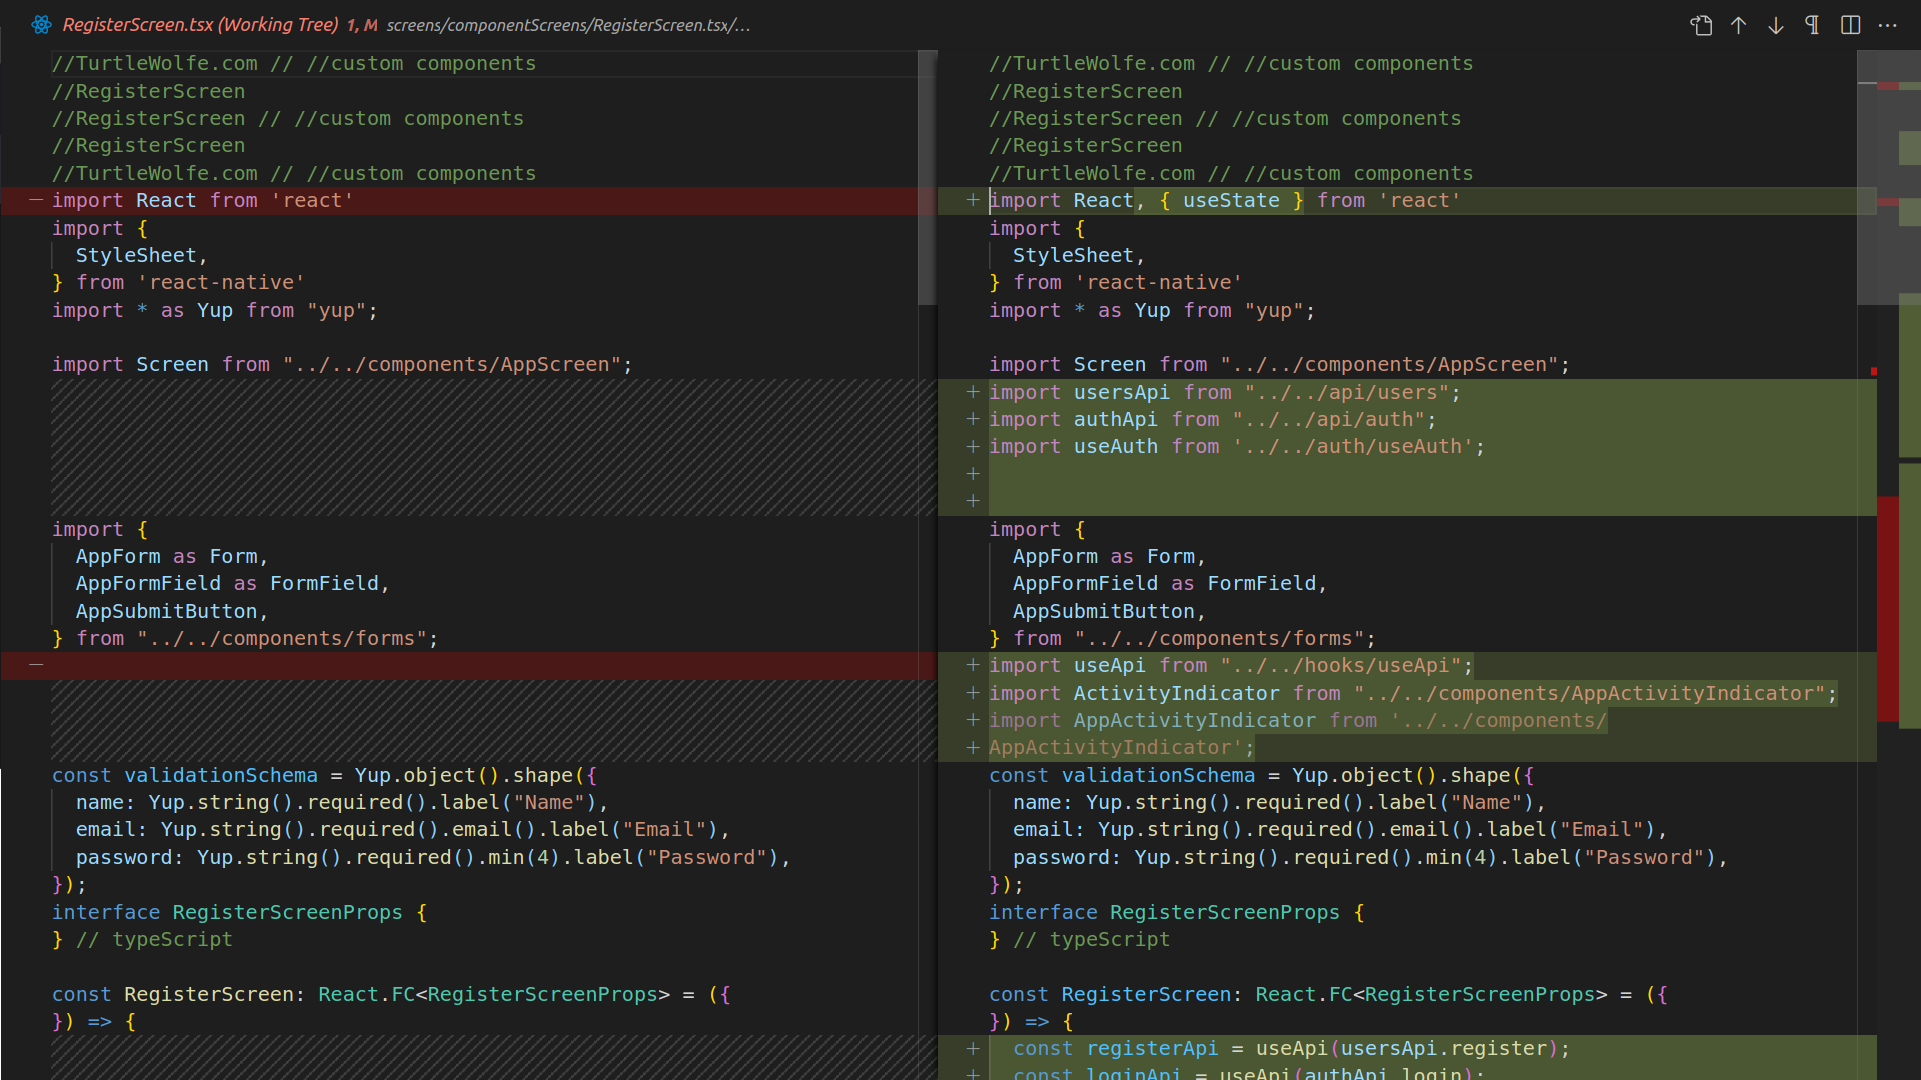 RegisterScreen.tsx (Working Tree) 1, M screens/componentScreens/RegisterScreen.tsx/...
//TurtleWolfe.com // //custom components
//RegisterScreen
//RegisterScreen // //custom components
//RegisterScreen
//TurtleWolfe.com // //custom components
import React from 'react'
import {
StyleSheet,
} from 'react-native'
import * as Yup from "yup";
import Screen from "../../components/AppScreen";
import {
AppForm as Form,
AppFormField as FormField,
AppSubmitButton,
} from "../../components/forms";
const validationSchema = Yup.object().shape({
name: Yup.string().required().label("Name"),
email: Yup.string().required().email().label("Email"),
password: Yup.string().required().min(4).label("Password"),
});
interface RegisterScreenProps {
} // typeScript
const RegisterScreen: React.FC<RegisterScreenProps> = ({
}) => {
//TurtleWolfe.com // //custom components
//RegisterScreen
//RegisterScreen // //custom components
//RegisterScreen
//TurtleWolfe.com // //custom components
import React, { useState } from 'react'
import {
StyleSheet,
} from 'react-native'
import * as Yup from "yup";
import Screen from "../../components/AppScreen";
import usersApi from "../../api/users";
import authApi from "../../api/auth";
import useAuth from '../../auth/useAuth';
import {
AppForm as Form,
AppFormField as FormField,
AppSubmitButton,
} from "../../components/forms";
import useApi from "../../hooks/useApi";
import ActivityIndicator from "../../components/AppActivityIndicator";
import AppActivityIndicator from '../../components/
AppActivityIndicator';
const validationSchema = Yup.object().shape({
name: Yup.string().required().label("Name"),
email: Yup.string().required().email().label("Email"),
password: Yup.string().required().min(4).label("Password"),
});
interface RegisterScreenProps {
} // typeScript
const RegisterScreen: React.FC<RegisterScreenProps> = ({
}) => {
const registerApi = useApi(usersApi.register);
const loginApi = useApi(authApi.login);